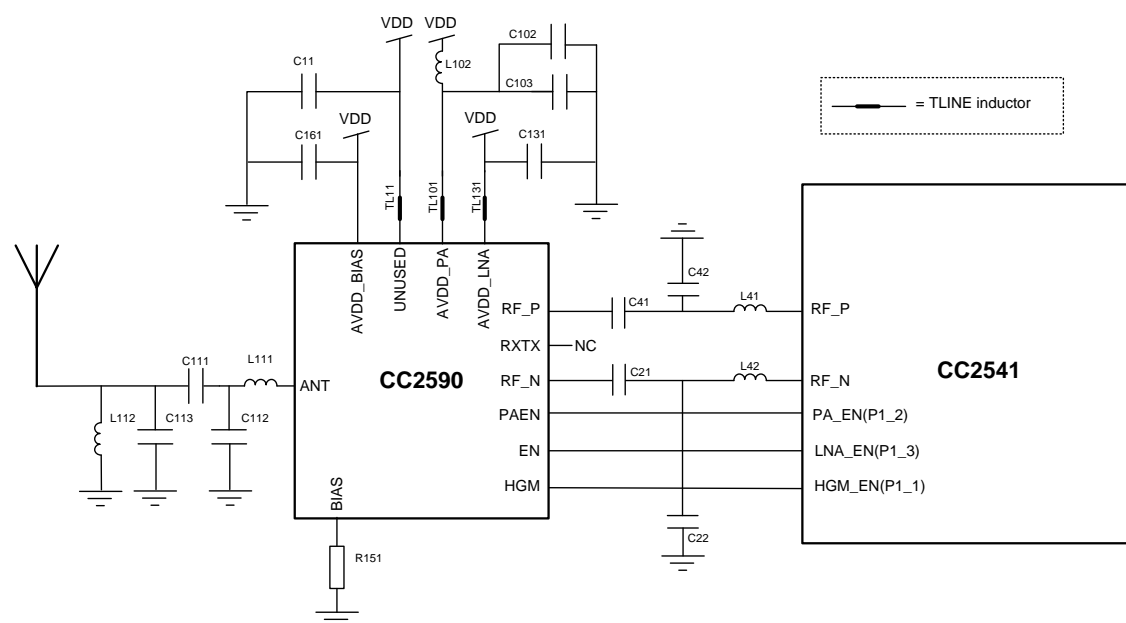 VDD
VDD
C102
L102
C11
C103
= TLINE inductor
VDD
VDD
C161
C131
TL11
TL101
TL131
AVDD_BIAS
UNUSED
AVDD_PA
AVDD_LNA
C42
C41
L41
RF_P
RF_P
RXTX
NC
C111
L111
ANT
CC2590
RF_N
C21
L42
RF_N
CC2541
L112
C113
C112
PAEN
PA_EN(P1_2)
EN
LNA_EN(P1_3)
HGM
HGM_EN(P1_1)
BIAS
C22
R151